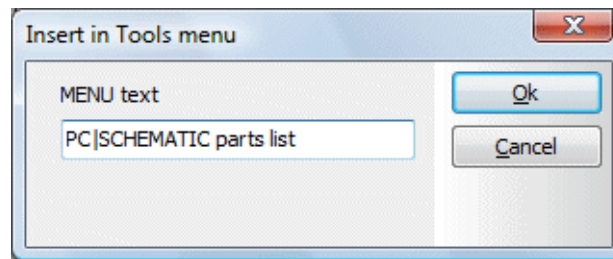 Insert in Tools menu
MENU text
PC|SCHEMATIC parts list
Ok
Cancel